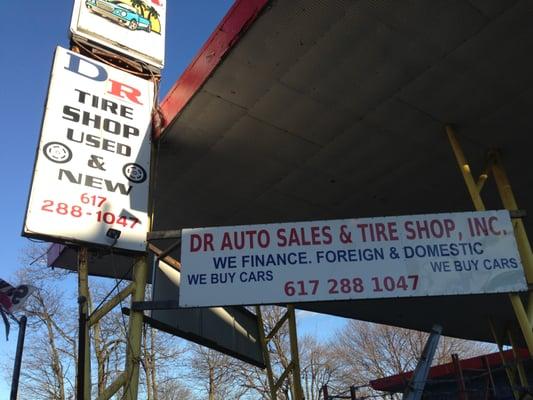 DR
TIRE
SHOP
USED
&
NEW
617
288-1047
DR AUTO SALES & TIRE SHOP, INC.
WE FINANCE. FOREIGN & DOMESTIC
WE BUY CARS WE BUY CARS
617 288 1047